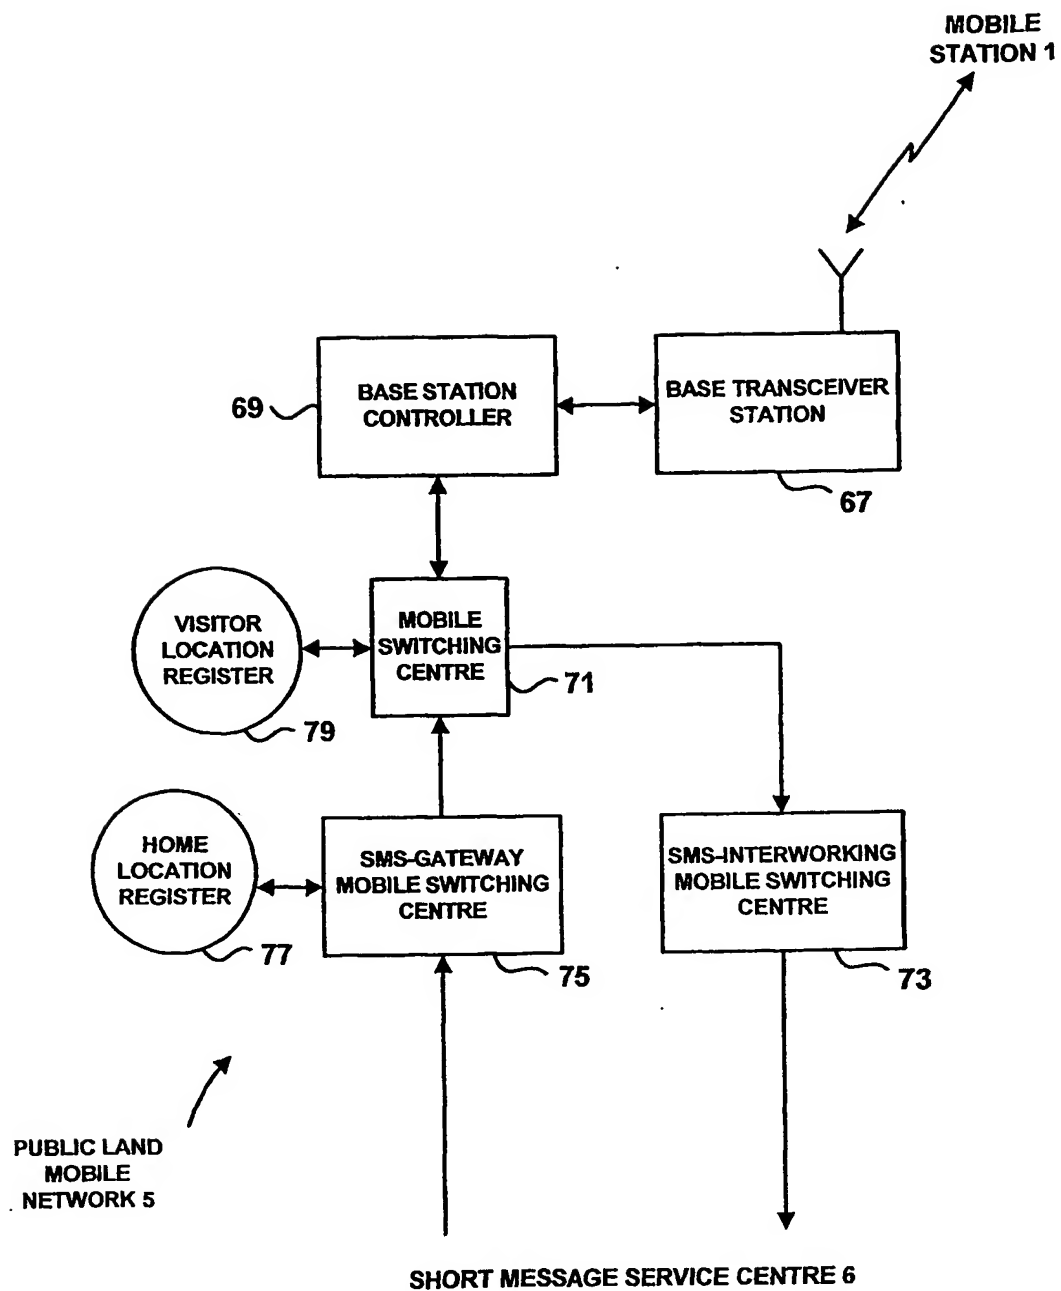 MOBILE
STATION 1
BASE STATION
CONTROLLER
69
BASE TRANSCEIVER
STATION
67
VISITOR
LOCATION
REGISTER
79
MOBILE
SWITCHING
CENTRE
71
HOME
LOCATION
REGISTER
77
SMS-GATEWAY
MOBILE SWITCHING
CENTRE
75
SMS-INTERWORKING
MOBILE SWITCHING
CENTRE
73
PUBLIC LAND
MOBILE
NETWORK 5
SHORT MESSAGE SERVICE CENTRE 6